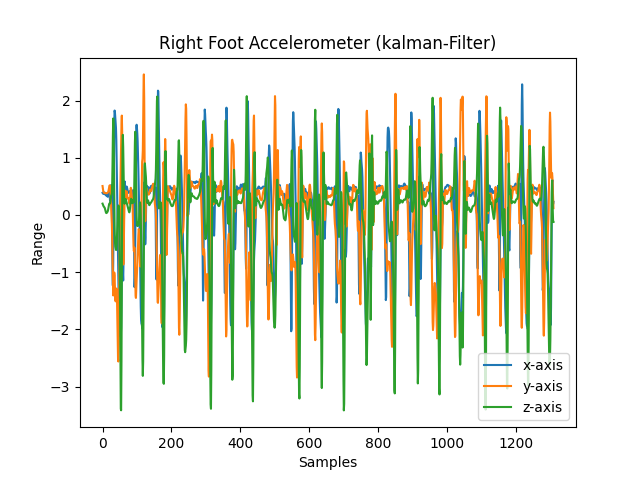 Right Foot Accelerometer (kalman-Filter)
2
1
0
−1
−2
−3
Range
0 200 400 600 800 1000 1200
Samples
x-axis
y-axis
z-axis